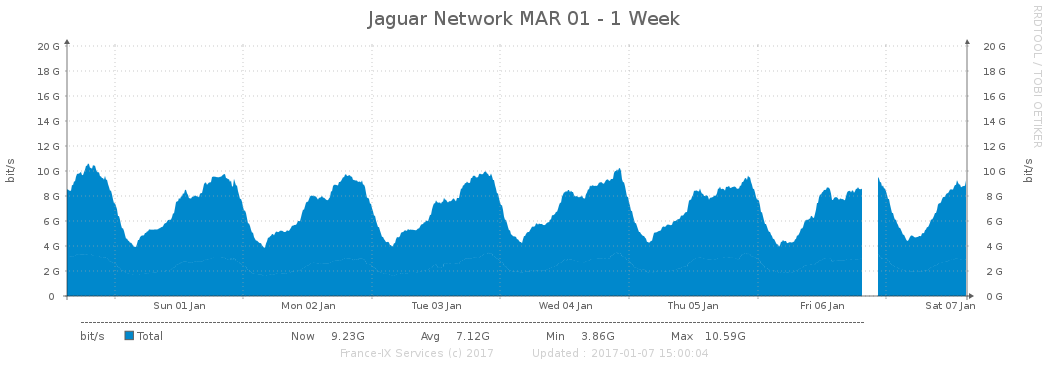 Jaguar Network MAR 01 - 1 Week
RRDTOOL / TOBI OETIKER
bit/s
20 G
18 G
16 G
14 G
12 G
10 G
8 G
6 G
4 G
2 G
0
20 G
18 G
16 G
14 G
12 G
10 G
8 G
6 G
4 G
2 G
0 G
bit/s
Sun 01 Jan Mon 02 Jan Tue 03 Jan Wed 04 Jan Thu 05 Jan Fri 06 Jan Sat 07 Jan
bit/s Total Now 9.23G Avg 7.12G Min 3.86G Max 10.59G
France-IX Services (c) 2017 Updated : 2017-01-07 15:00:04